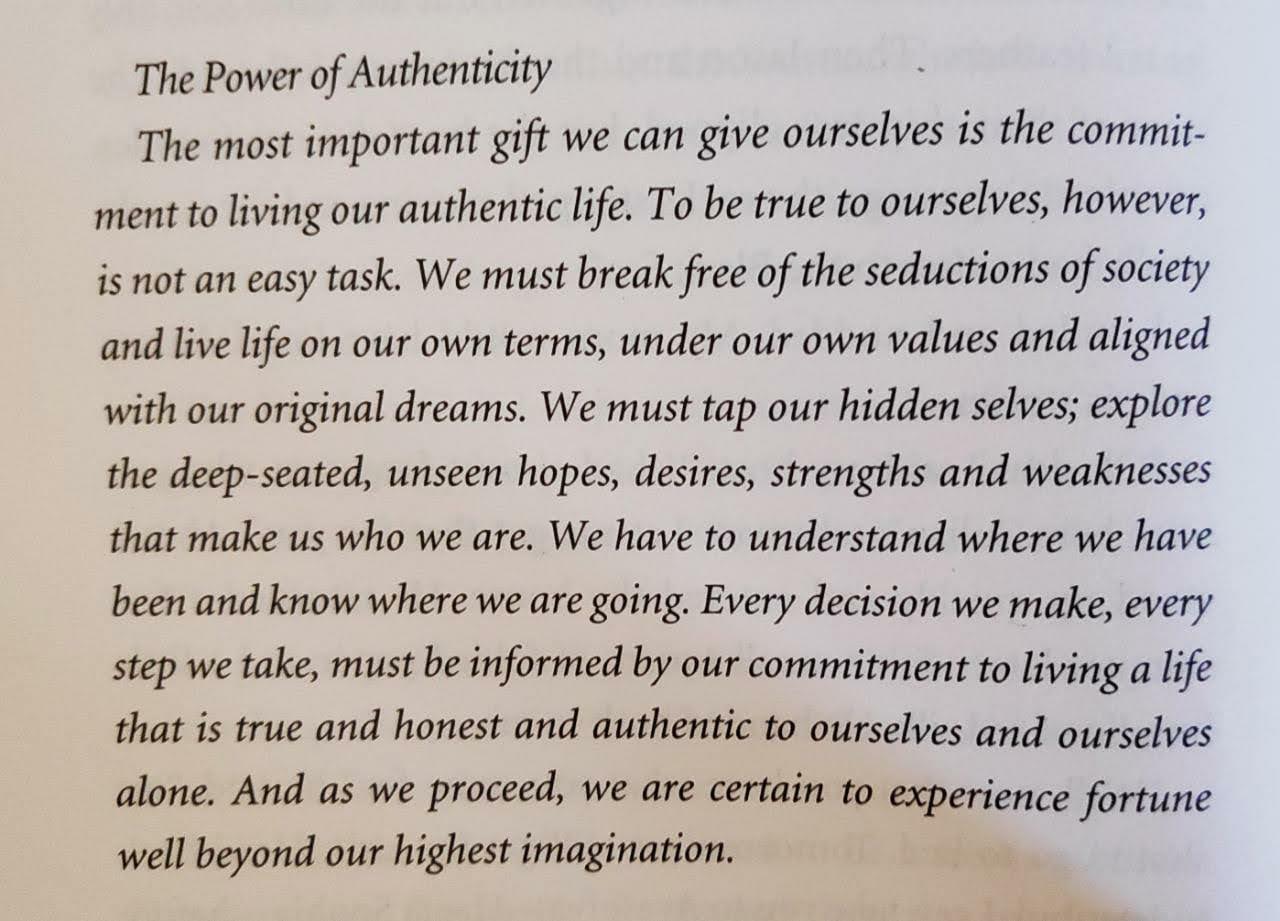 The Power of Authenticity
The most important gift we can give ourselves is the commit-
ment to living our authentic life. To be true to ourselves, however,
is not an easy task. We must break free of the seductions of society
and live life on our own terms, under our own values and aligned
with our original dreams. We must tap our hidden selves; explore
the deep-seated, unseen hopes, desires, strengths and weaknesses
that make us who we are. We have to understand where we have
been and know where we are going. Every decision we make, every
step we take, must be informed by our commitment to living a life
that is true and honest and authentic to ourselves and ourselves
alone. And as we proceed, we are certain to experience fortune
well beyond our highest imagination.